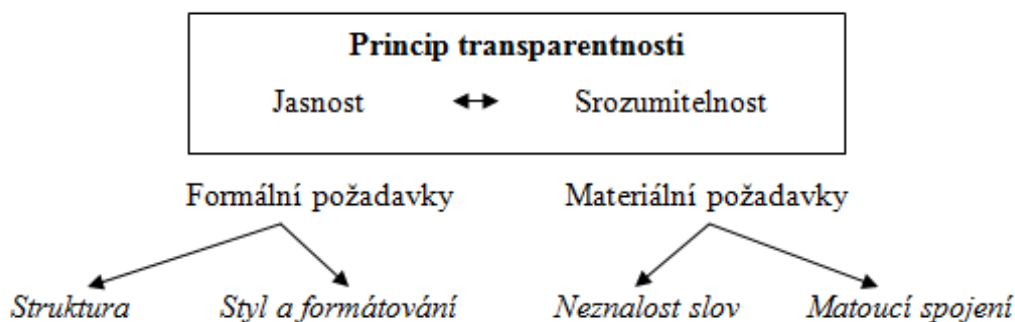 Princip transparentnosti
Jasnost Srozumitelnost
Formální požadavky Materiální požadavky
Struktura Styl a formátování Neznalost slov Matoucí spojení